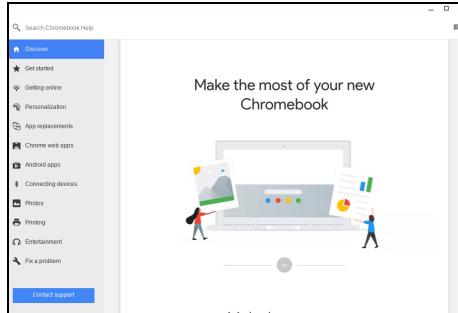 Search Chromebook Help
Discover
Get started
Getting online
Personalization
App replacements
Chrome web apps
Android apps
Connecting devices
Photos
Printing
Entertainment
Fix a problem
Contact support
Make the most of your new
Chromebook